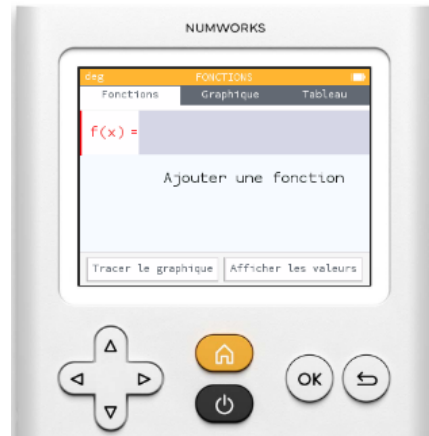 NUMWORKS
deg FONCTIONS
Fonctions Graphique Tableau
f(x) =
Ajouter une fonction
Tracer le graphique Afficher les valeurs
OK